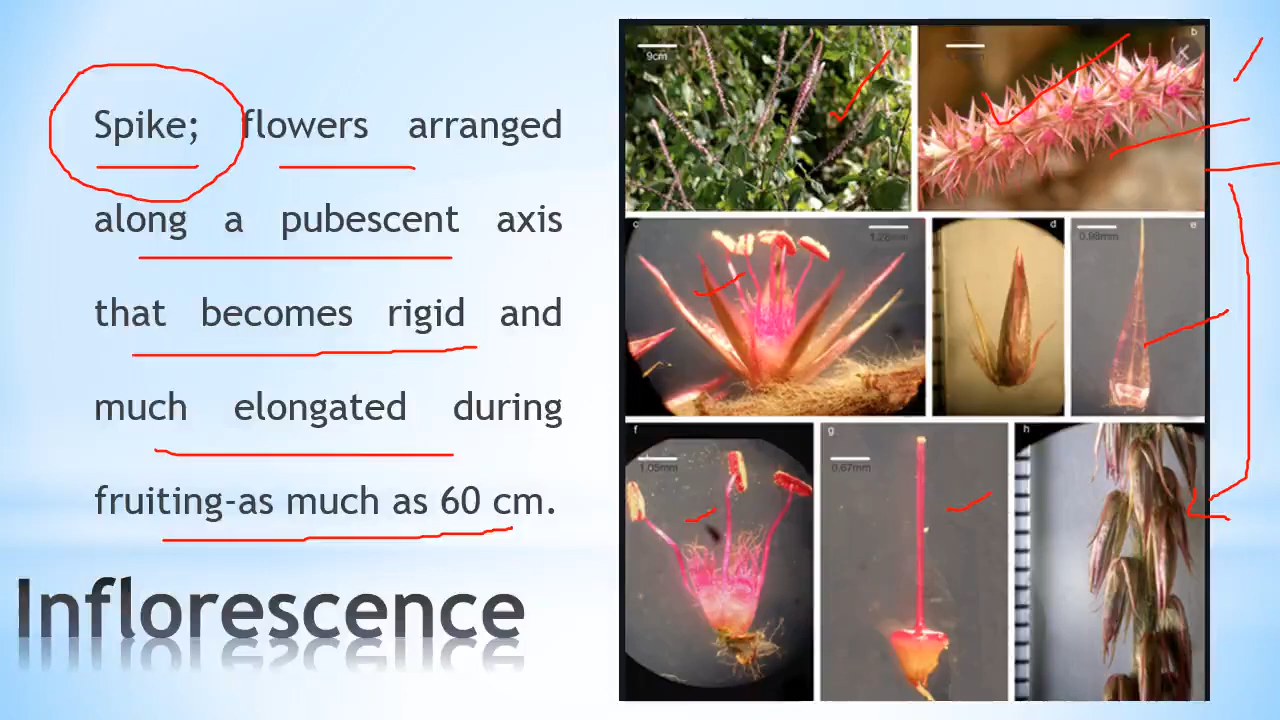 Spike; flowers arranged
along a pubescent axis
that becomes rigid and
much elongated during
fruiting-as much as 60 cm.
Inflorescence
9cm
b
c
1.28mm
d
e
0.98mm
f
1.05mm
g
0.67mm
h